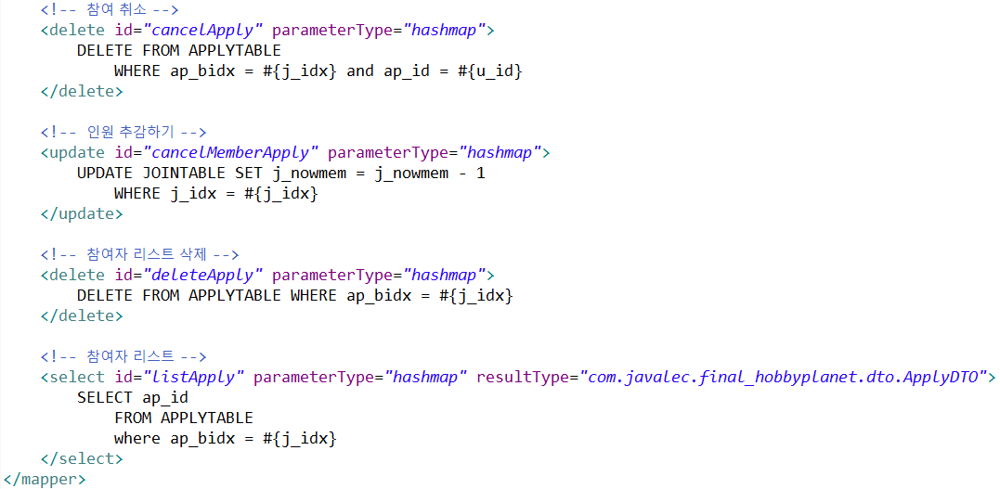 <!-- 참여 취소 -->
<delete id="cancelApply" parameterType="hashmap">
DELETE FROM APPLYTABLE
WHERE ap_bidx = #{j_idx} and ap_id = #{u_id}
</delete>
<!-- 인원 추감하기 -->
<update id="cancelMemberApply" parameterType="hashmap">
UPDATE JOINTABLE SET j_nowmem = j_nowmem - 1
WHERE j_idx = #{j_idx}
</update>
<!-- 참여자 리스트 삭제 -->
<delete id="deleteApply" parameterType="hashmap">
DELETE FROM APPLYTABLE WHERE ap_bidx = #{j_idx}
</delete>
<!-- 참여자 리스트 -->
<select id="listApply" parameterType="hashmap" resultType="com.javalec.final_hobbyplanet.dto.ApplyDTO">
SELECT ap_id
FROM APPLYTABLE
where ap_bidx = #{j_idx}
</select>
</mapper>